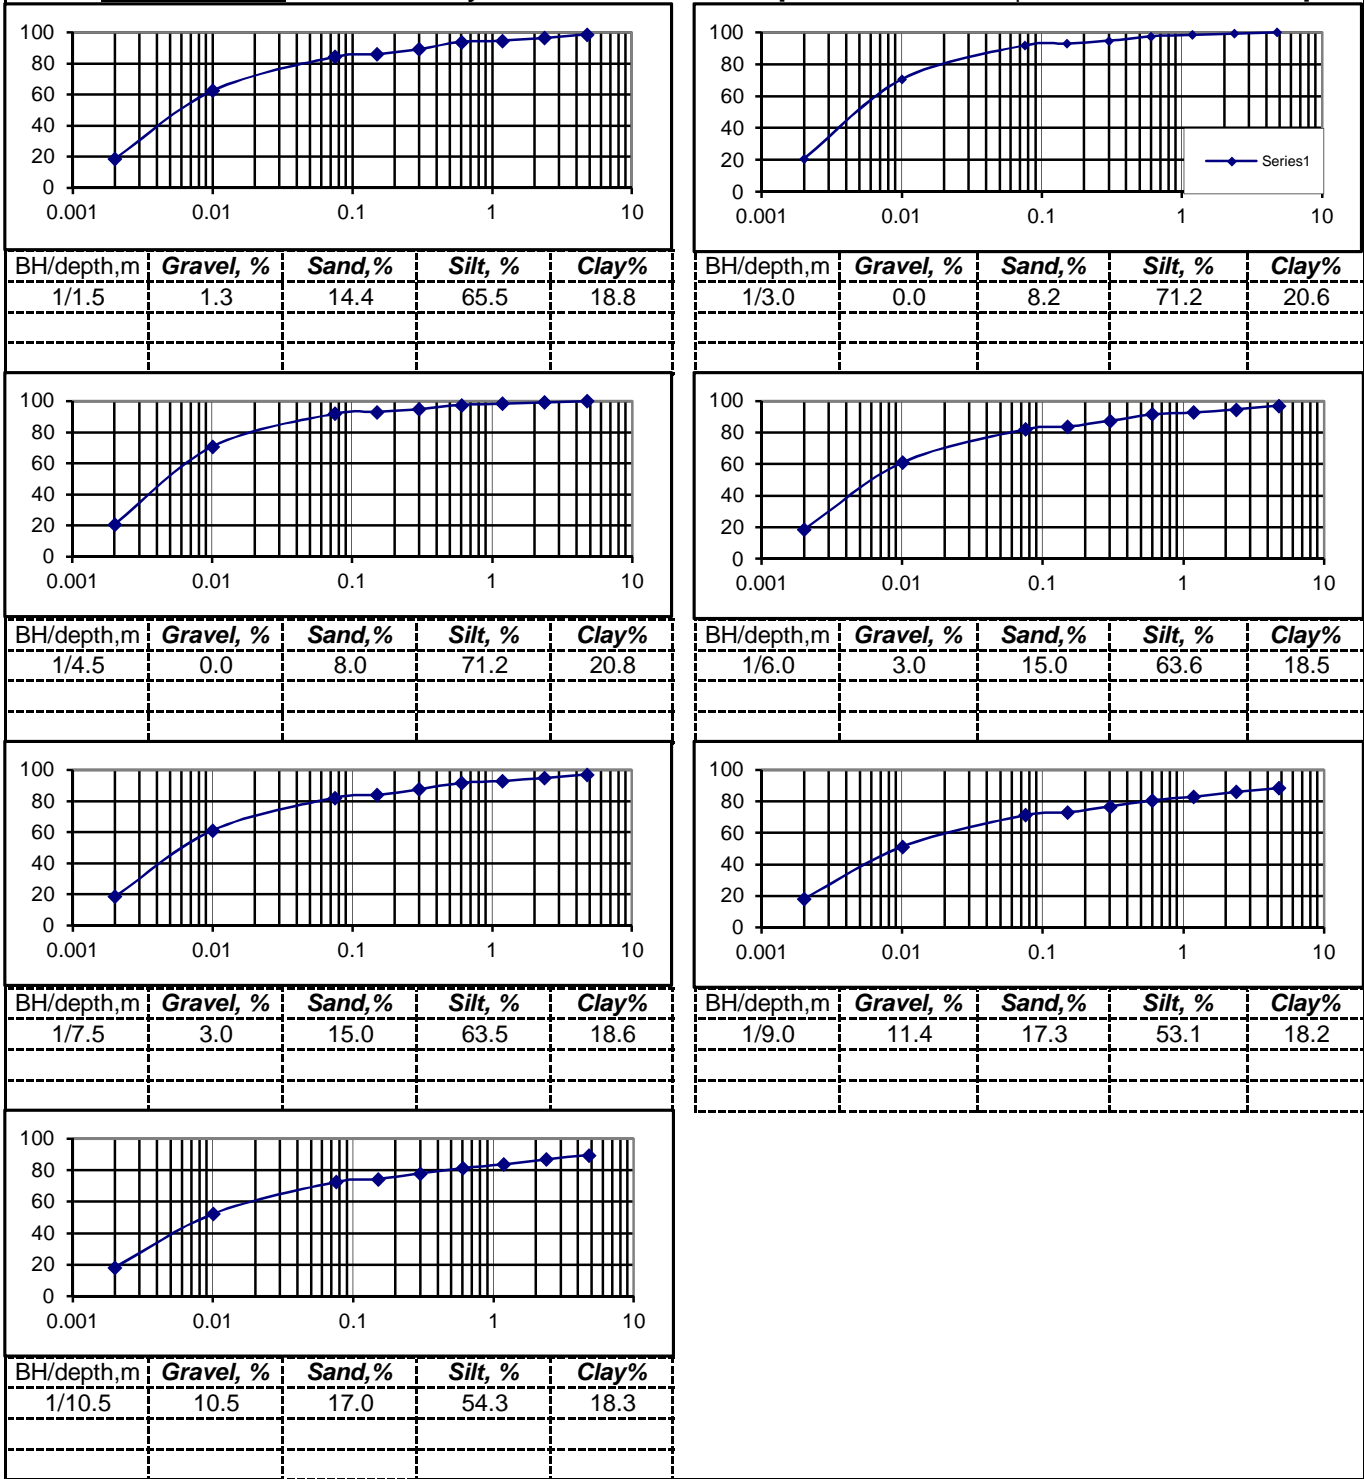 100
80
60
40
20
0
0.001 0.01 0.1 1 10
BH/depth,m Gravel, % Sand,% Silt, % Clay%
1/1.5 1.3 14.4 65.5 18.8
100
80
60
40
20
0
0.001 0.01 0.1 1 10
Series1
BH/depth,m Gravel, % Sand,% Silt, % Clay%
1/3.0 0.0 8.2 71.2 20.6
100
80
60
40
20
0
0.001 0.01 0.1 1 10
BH/depth,m Gravel, % Sand,% Silt, % Clay%
1/4.5 0.0 8.0 71.2 20.8
100
80
60
40
20
0
0.001 0.01 0.1 1 10
BH/depth,m Gravel, % Sand,% Silt, % Clay%
1/6.0 3.0 15.0 63.6 18.5
100
80
60
40
20
0
0.001 0.01 0.1 1 10
BH/depth,m Gravel, % Sand,% Silt, % Clay%
1/7.5 3.0 15.0 63.5 18.6
100
80
60
40
20
0
0.001 0.01 0.1 1 10
BH/depth,m Gravel, % Sand,% Silt, % Clay%
1/9.0 11.4 17.3 53.1 18.2
100
80
60
40
20
0
0.001 0.01 0.1 1 10
BH/depth,m Gravel, % Sand,% Silt, % Clay%
1/10.5 10.5 17.0 54.3 18.3